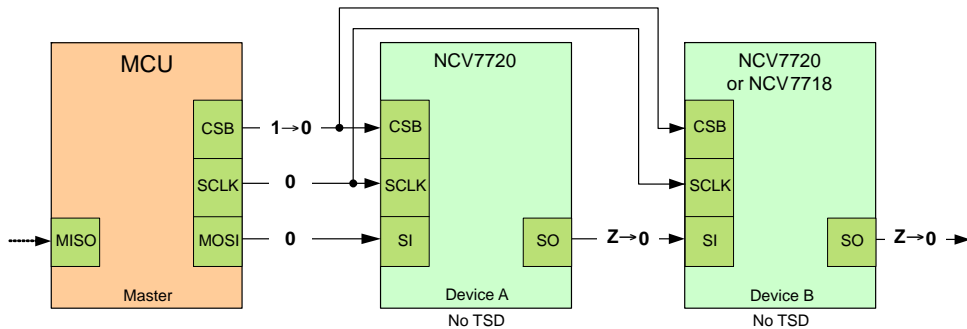 MCU
NCV7720
NCV7720
or NCV7718
CSB
1→0
CSB
CSB
SCLK
0
SCLK
SCLK
MISO
MOSI
0
SI
SO
Z→0
SI
SO
Z→0
Master
Device A
Device B
No TSD
No TSD